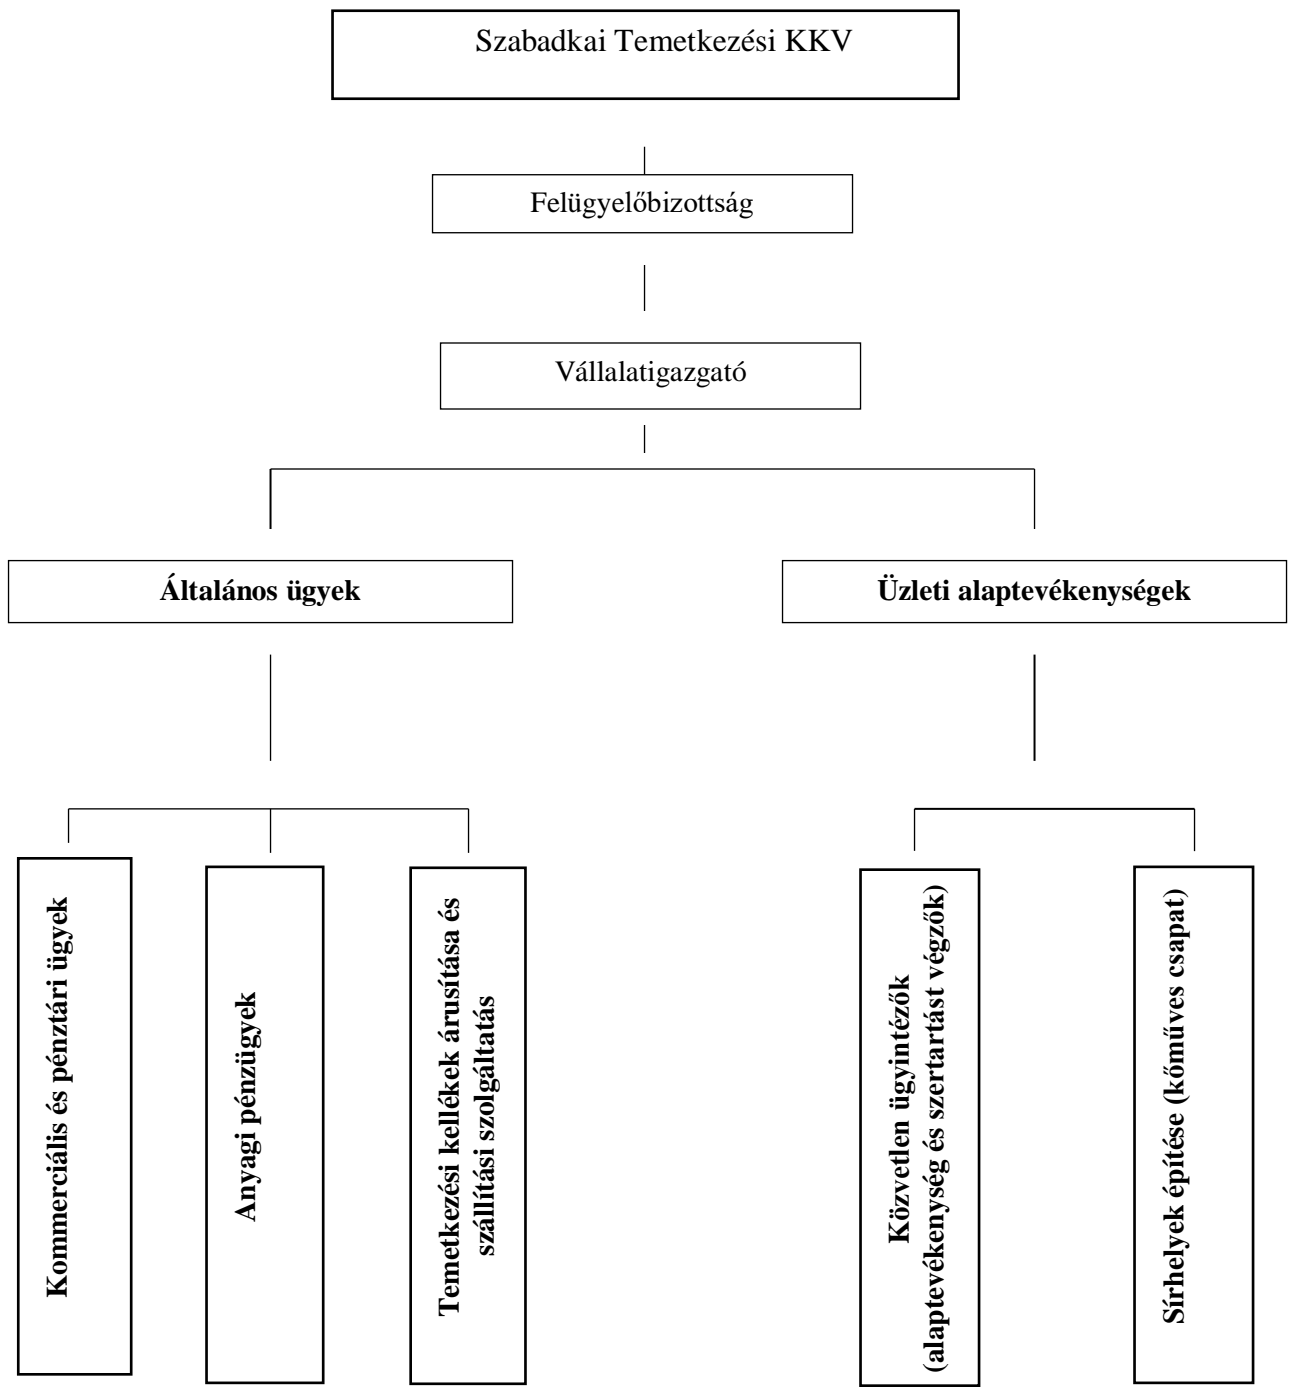 Szabadkai Temetkezési KKV
Felügyelőbizottság
Vállalatigazgató
Általános ügyek
Üzleti alaptevékenységek
Kommerciális és pénztári ügyek
Anyagi pénzügyek
Temetkezési kellékek árusítása és
szállítási szolgáltatás
Közvetlen ügyintézők
(alaptevékenység és szertartást végzők)
Sírhelyek építése (kőműves csapat)